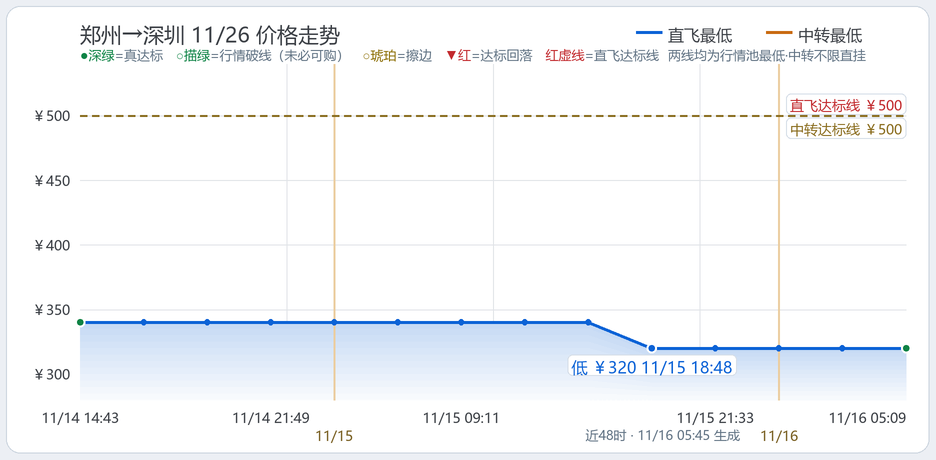 郑州→深圳 11/26 价格走势
直飞最低 中转最低
●深绿=真达标 ○描绿=行情破线（未必可购） ○琥珀=擦边 ▼红=达标回落 红虚线=直飞达标线 两线均为行情池最低·中转不限直挂
¥500
直飞达标线 ¥500
中转达标线 ¥500
¥450
¥400
¥350
¥300
低 ¥320 11/15 18:48
11/14 14:43 11/14 21:49 11/15 09:11 11/15 21:33 11/16 05:09
11/15 近48时 · 11/16 05:45 生成 11/16